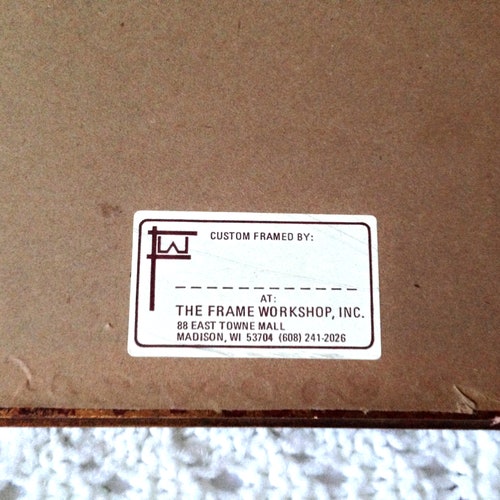 FW
CUSTOM FRAMED BY:
AT:
THE FRAME WORKSHOP, INC.
88 EAST TOWNE MALL
MADISON, WI 53704 (608) 241-2026